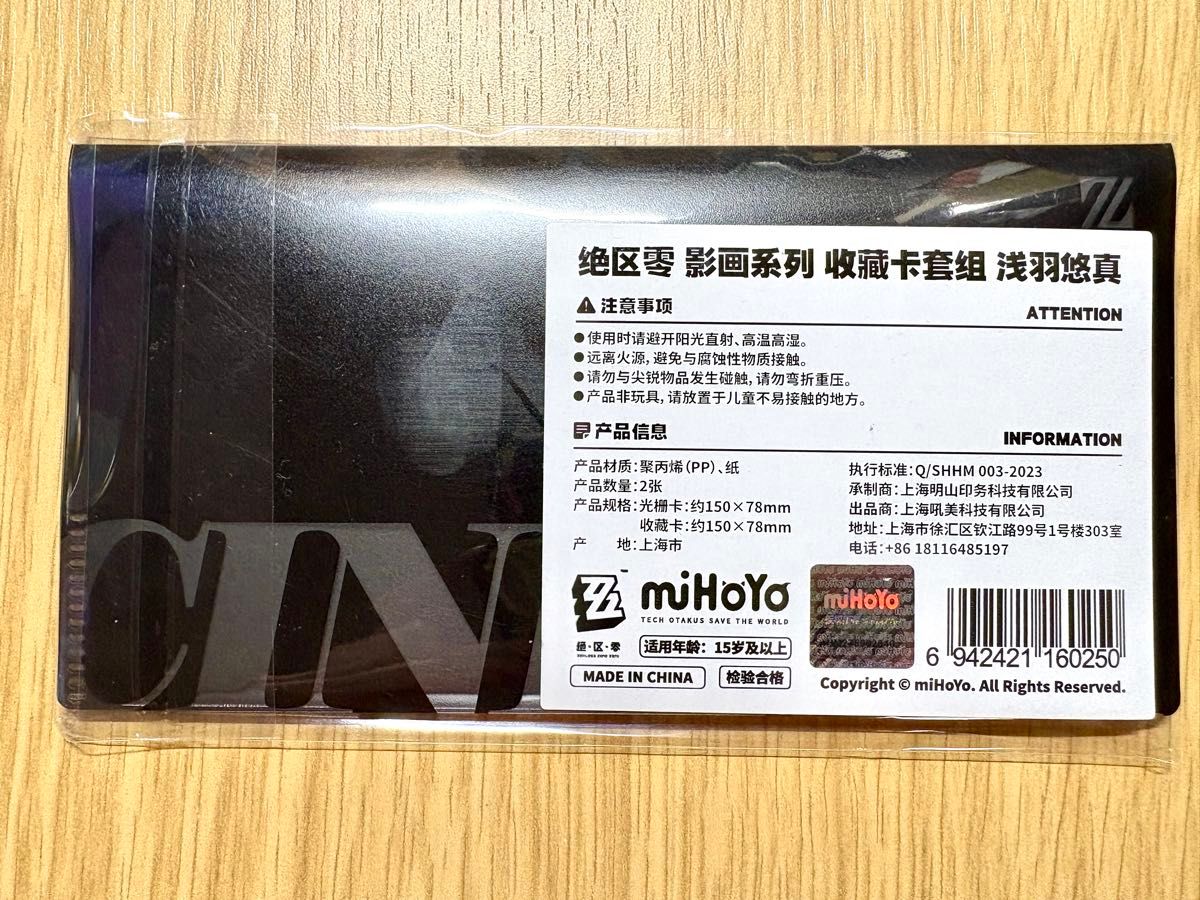 绝区零 影画系列 收藏卡套组 浅羽悠真
注意事项
ATTENTION
●使用时请避开阳光直射、高温高湿。
●远离火源,避免与腐蚀性物质接触。
●请勿与尖锐物品发生碰触,请勿弯折重压。
●产品非玩具,请放置于儿童不易接触的地方。
产品信息
INFORMATION
产品材质:聚丙烯(PP)、纸
产品数量:2张
产品规格:光栅卡:约150×78mm
收藏卡:约150×78mm
产 地:上海市
执行标准:Q/SHHM 003-2023
承制商:上海明山印务科技有限公司
出品商:上海吼美科技有限公司
地址:上海市徐汇区钦江路99号1号楼303室
电话:+86 18116485197
绝·区·零
ZENLESS ZONE ZERO
miHoYo
TECH OTAKUS SAVE THE WORLD
适用年龄:15岁及以上
MADE IN CHINA
检验合格
miHoYo
6 942421 160250
Copyright © miHoYo. All Rights Reserved.